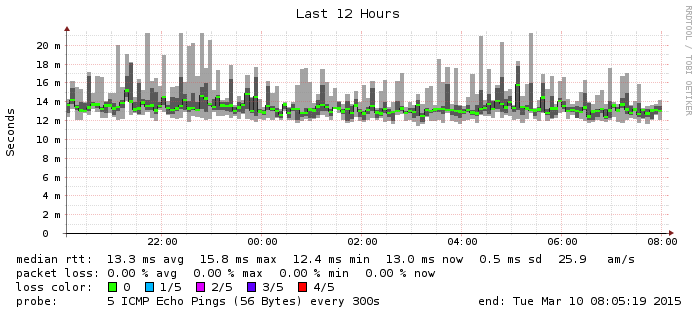 Last 12 Hours
RRDTOOL / TOBI OETIKER
Seconds
20 m
18 m
16 m
14 m
12 m
10 m
8 m
6 m
4 m
2 m
0
22:00 00:00 02:00 04:00 06:00 08:00
median rtt: 13.3 ms avg 15.8 ms max 12.4 ms min 13.0 ms now 0.5 ms sd 25.9 am/s
packet loss: 0.00 % avg 0.00 % max 0.00 % min 0.00 % now
loss color: 0 1/5 2/5 3/5 4/5
probe: 5 ICMP Echo Pings (56 Bytes) every 300s end: Tue Mar 10 08:05:19 2015